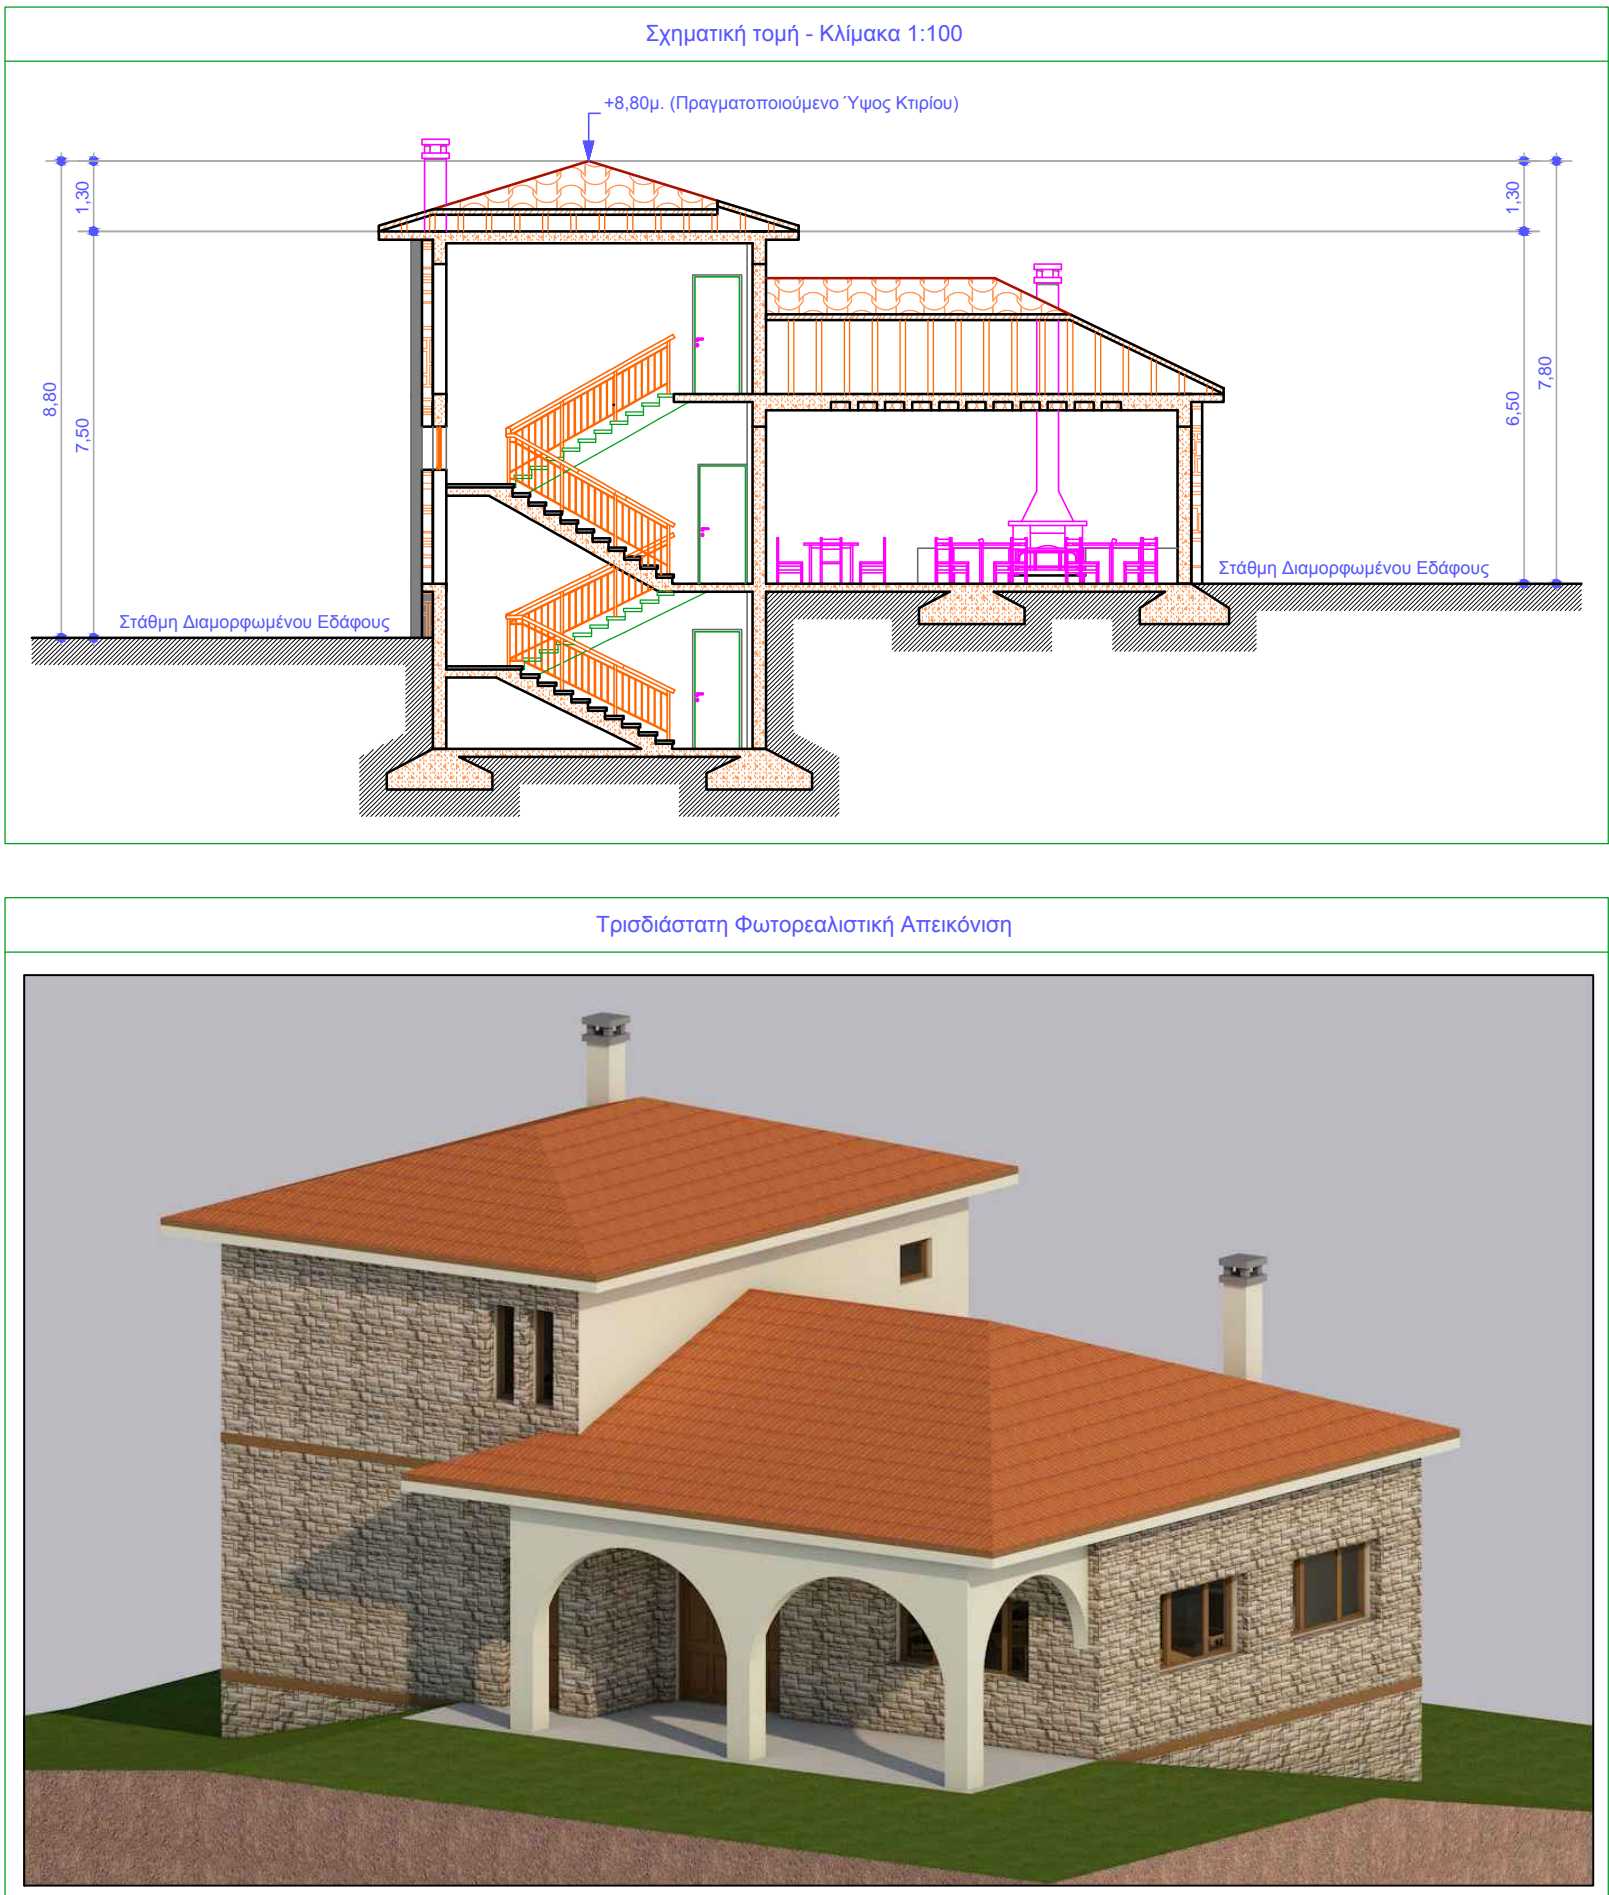 Σχηματική τομή - Κλίμακα 1:100
+8,80μ. (Πραγματοποιούμενο Ύψος Κτιρίου)
1,30
1,30
8,80
7,50
6,50
7,80
Στάθμη Διαμορφωμένου Εδάφους
Στάθμη Διαμορφωμένου Εδάφους
Τρισδιάστατη Φωτορεαλιστική Απεικόνιση